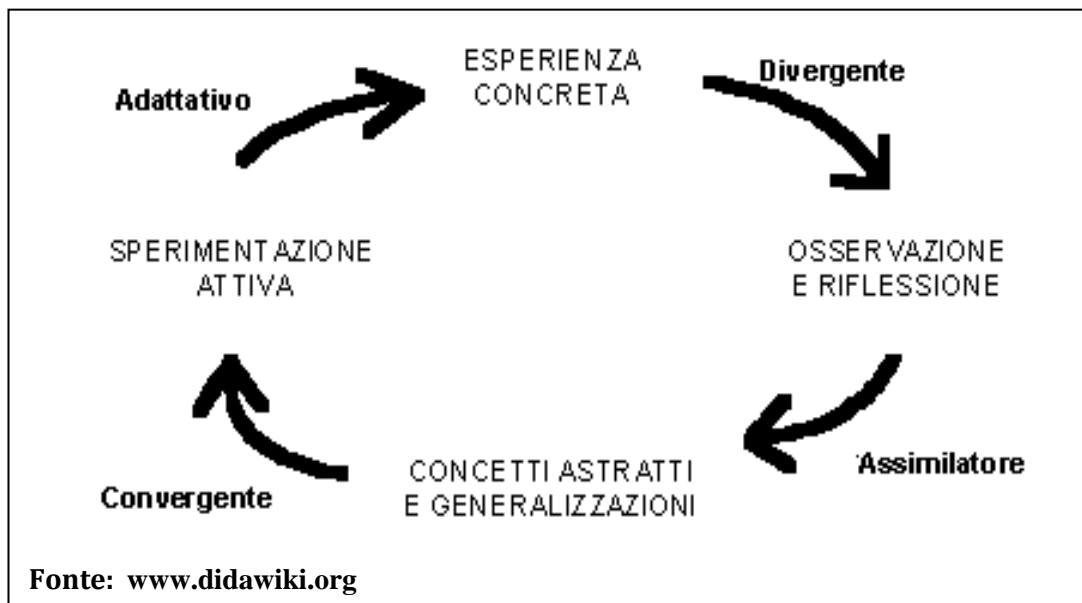 ESPERIENZA
CONCRETA
Divergente
Adattativo
SPERIMENTAZIONE
ATTIVA
OSSERVAZIONE
E RIFLESSIONE
CONCETTI ASTRATTI
E GENERALIZZAZIONI
Assimilatore
Convergente
Fonte: www.didawiki.org